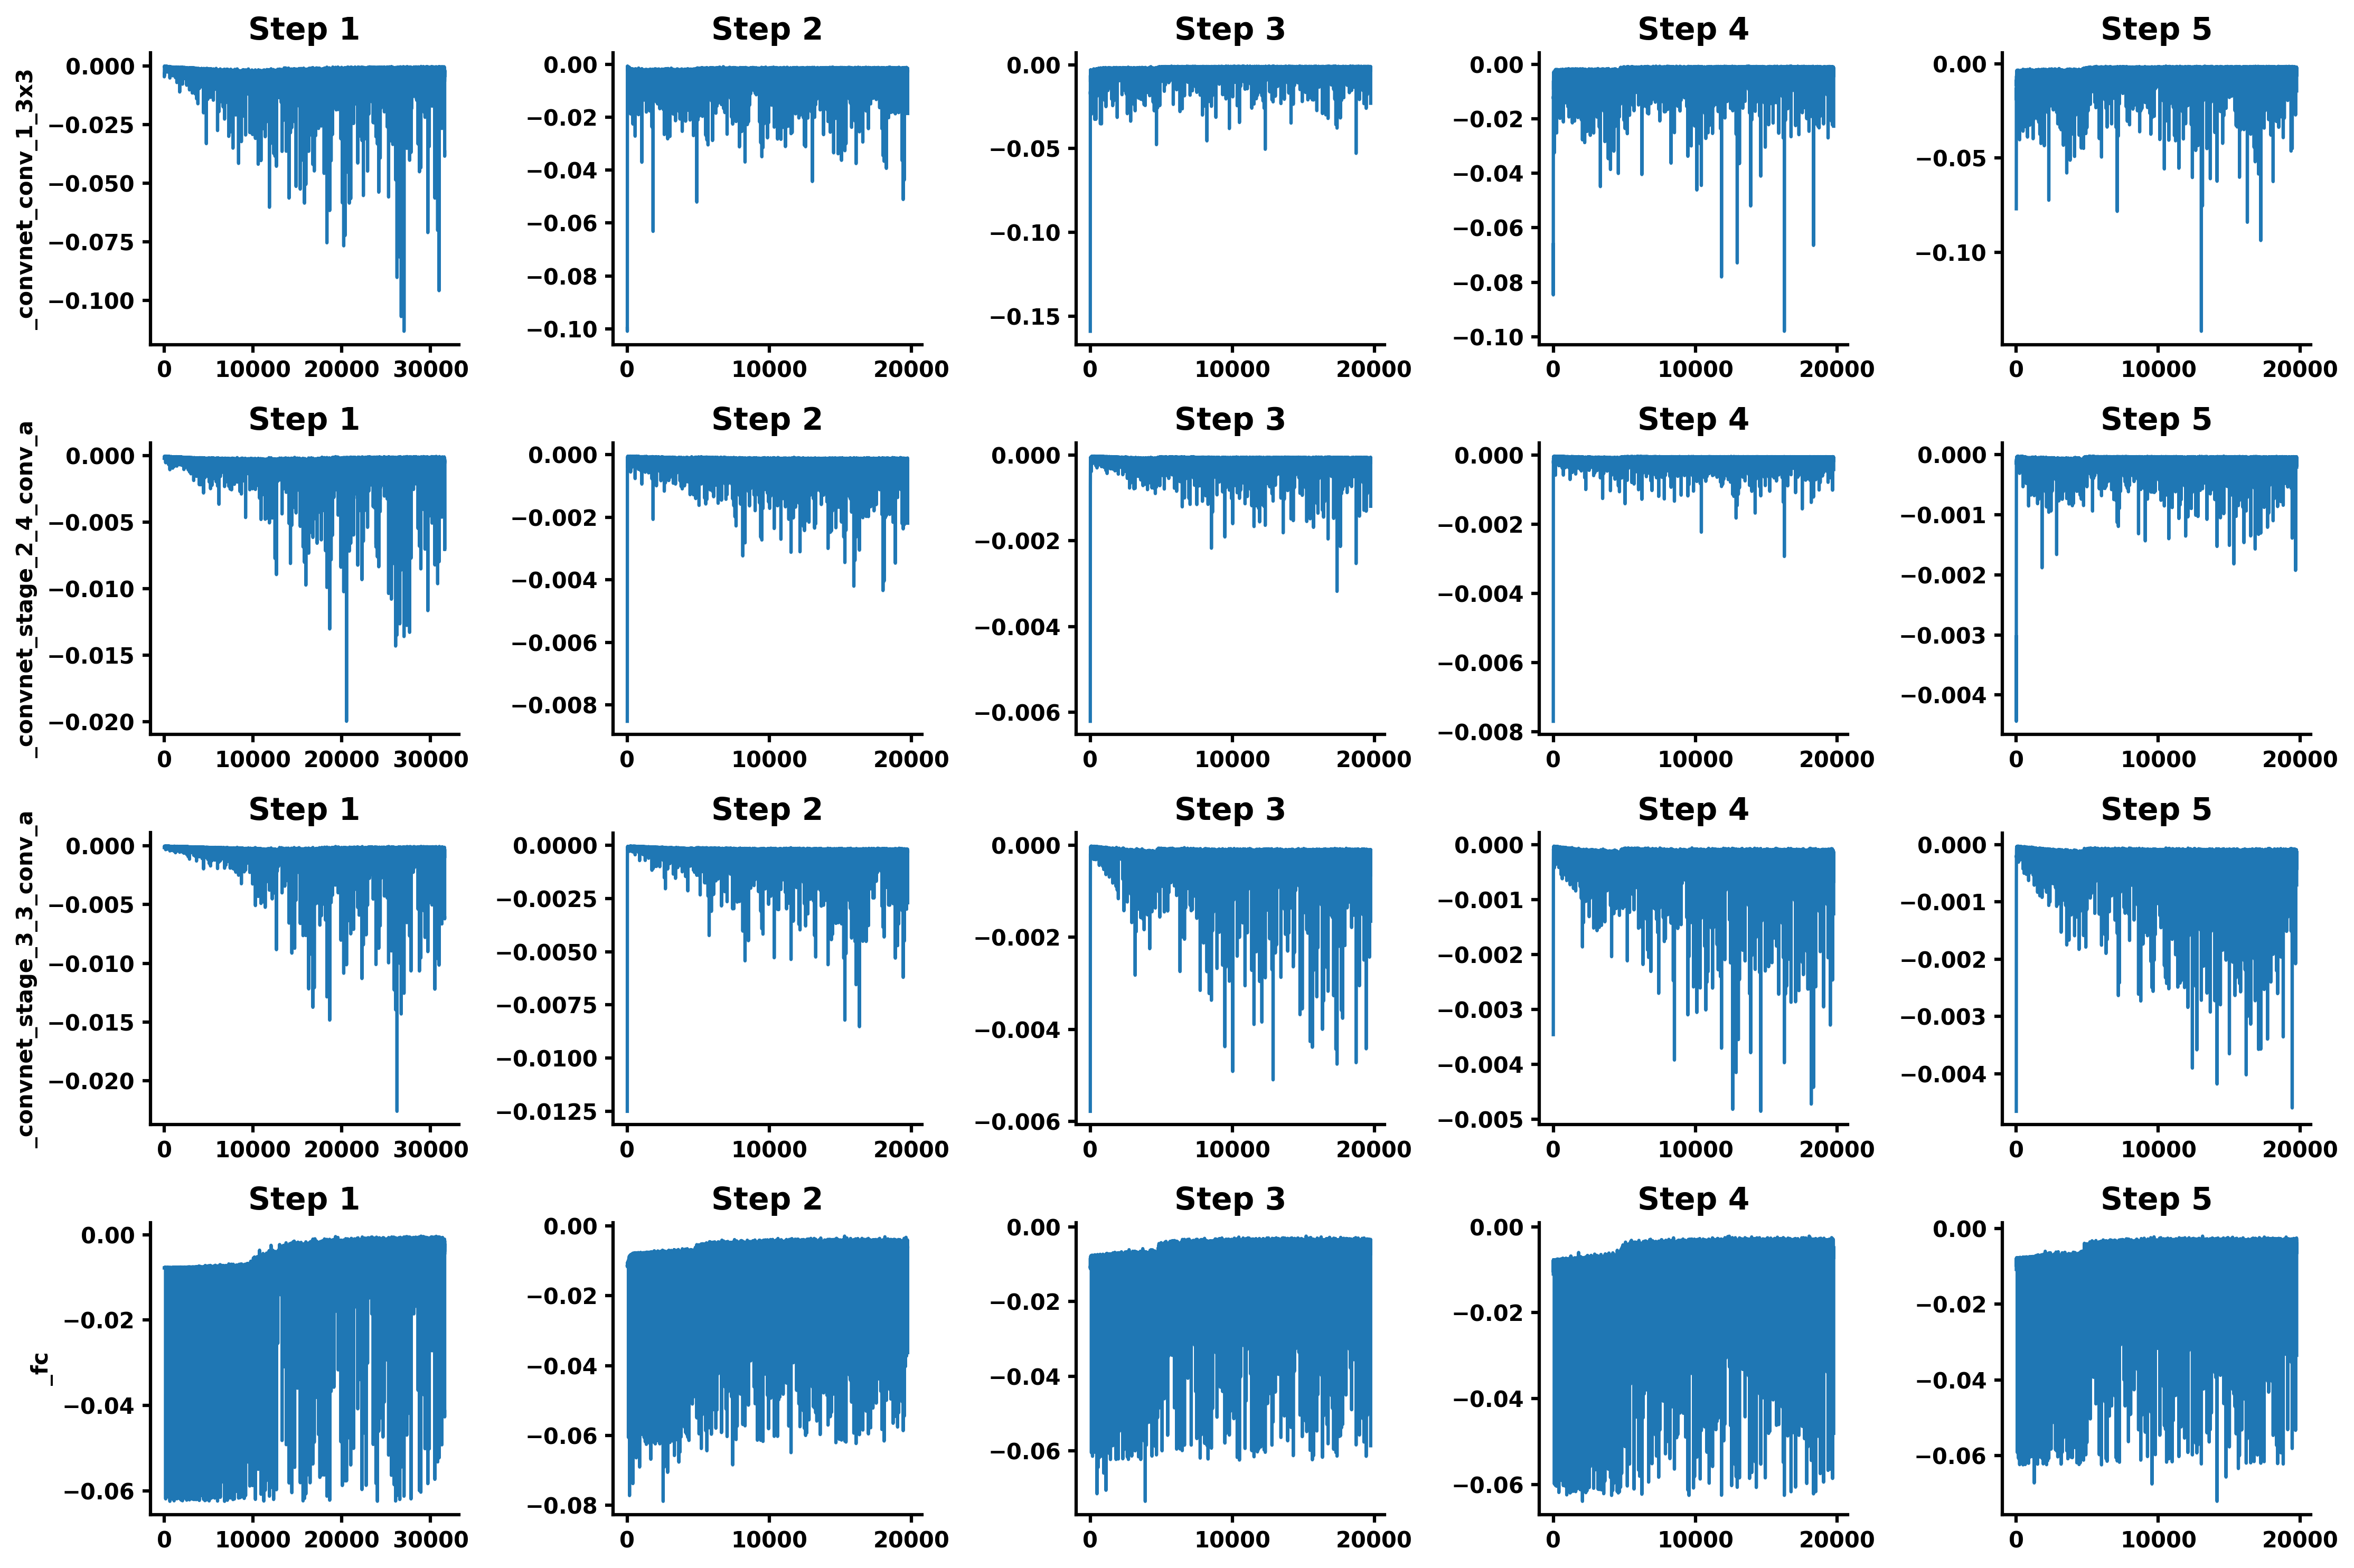 Step 1 Step 2 Step 3 Step 4 Step 5
_convnet_conv_1_3x3
0.000 0.00 0.00 0.00 0.00
−0.025 −0.02 −0.05 −0.02 −0.05
−0.050 −0.04 −0.10 −0.04 −0.10
−0.075 −0.06 −0.15 −0.06
−0.100 −0.08 −0.08
−0.10 −0.10
0 10000 20000 30000 0 10000 20000 0 10000 20000 0 10000 20000 0 10000 20000
Step 1 Step 2 Step 3 Step 4 Step 5
_convnet_stage_2_4_conv_a
0.000 0.000 0.000 0.000 0.000
−0.005 −0.002 −0.002 −0.002 −0.001
−0.010 −0.004 −0.004 −0.004 −0.002
−0.015 −0.006 −0.006 −0.006 −0.003
−0.020 −0.008 −0.008 −0.004
0 10000 20000 30000 0 10000 20000 0 10000 20000 0 10000 20000 0 10000 20000
Step 1 Step 2 Step 3 Step 4 Step 5
_convnet_stage_3_3_conv_a
0.000 0.0000 0.000 0.000 0.000
−0.005 −0.0025 −0.002 −0.001 −0.001
−0.010 −0.0050 −0.004 −0.002 −0.002
−0.015 −0.0075 −0.006 −0.003 −0.003
−0.020 −0.0100 −0.004 −0.004
−0.0125 −0.005
0 10000 20000 30000 0 10000 20000 0 10000 20000 0 10000 20000 0 10000 20000
Step 1 Step 2 Step 3 Step 4 Step 5
_fc
0.00 0.00 0.00 0.00 0.00
−0.02 −0.02 −0.02 −0.02 −0.02
−0.04 −0.04 −0.04 −0.04 −0.04
−0.06 −0.06 −0.06 −0.06 −0.06
−0.08
0 10000 20000 30000 0 10000 20000 0 10000 20000 0 10000 20000 0 10000 20000